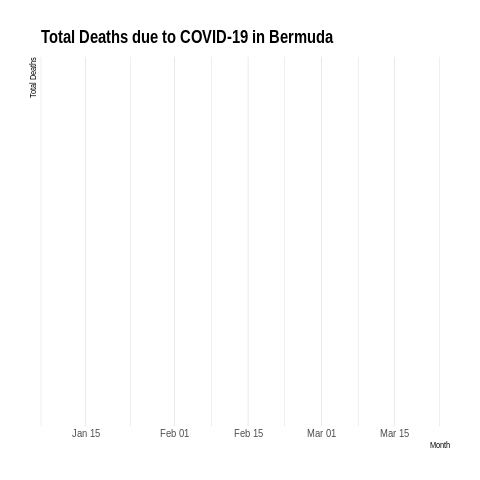 Total Deaths due to COVID-19 in Bermuda
Total Deaths
Jan 15 Feb 01 Feb 15 Mar 01 Mar 15
Month